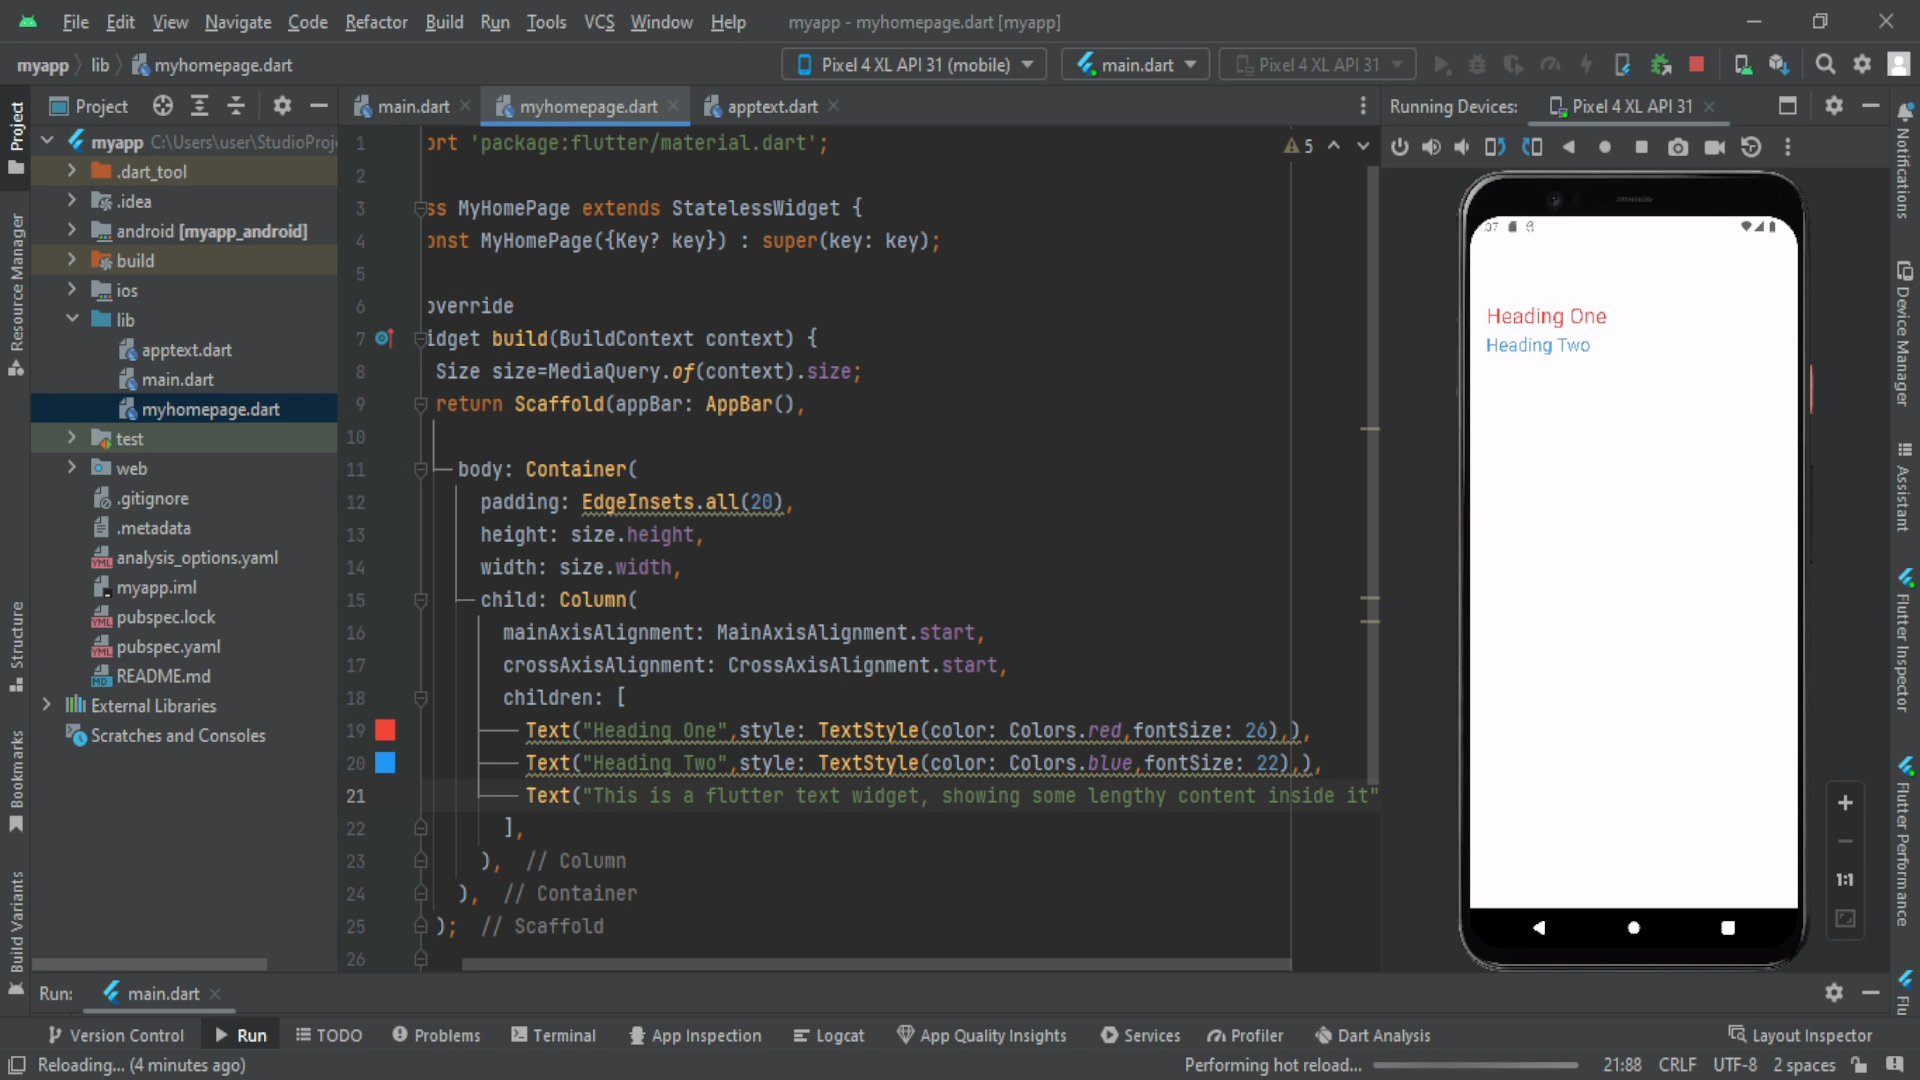 File Edit View Navigate Code Refactor Build Run Tools VCS Window Help myapp - myhomepage.dart [myapp]
myapp lib myhomepage.dart Pixel 4 XL API 31 (mobile) main.dart Pixel 4 XL API 31
Project main.dart myhomepage.dart apptext.dart Running Devices: Pixel 4 XL API 31
Project
Resource Manager
Structure
Bookmarks
Build Variants
myapp C:\Users\user\StudioProj
.dart_tool
.idea
android [myapp_android]
build
ios
lib
apptext.dart
main.dart
myhomepage.dart
test
web
.gitignore
.metadata
analysis_options.yaml
myapp.iml
pubspec.lock
pubspec.yaml
README.md
External Libraries
Scratches and Consoles
1 ort 'package:flutter/material.dart'; 5
2
3 ss MyHomePage extends StatelessWidget {
4 onst MyHomePage({Key? key}) : super(key: key);
5
6 override
7 idget build(BuildContext context) {
8 Size size=MediaQuery.of(context).size;
9 return Scaffold(appBar: AppBar(),
10
11 body: Container(
12 padding: EdgeInsets.all(20),
13 height: size.height,
14 width: size.width,
15 child: Column(
16 mainAxisAlignment: MainAxisAlignment.start,
17 crossAxisAlignment: CrossAxisAlignment.start,
18 children: [
19 Text("Heading One",style: TextStyle(color: Colors.red,fontSize: 26),),
20 Text("Heading Two",style: TextStyle(color: Colors.blue,fontSize: 22),),
21 Text("This is a flutter text widget, showing some lengthy content inside it"
22 ],
23 ), // Column
24 ), // Container
25 ); // Scaffold
26
Heading One
Heading Two
1:1
Notifications
Device Manager
Assistant
Flutter Inspector
Flutter Performance
Flu
Run: main.dart
Version Control Run TODO Problems Terminal App Inspection Logcat App Quality Insights Services Profiler Dart Analysis Layout Inspector
Reloading... (4 minutes ago) Performing hot reload... 21:88 CRLF UTF-8 2 spaces